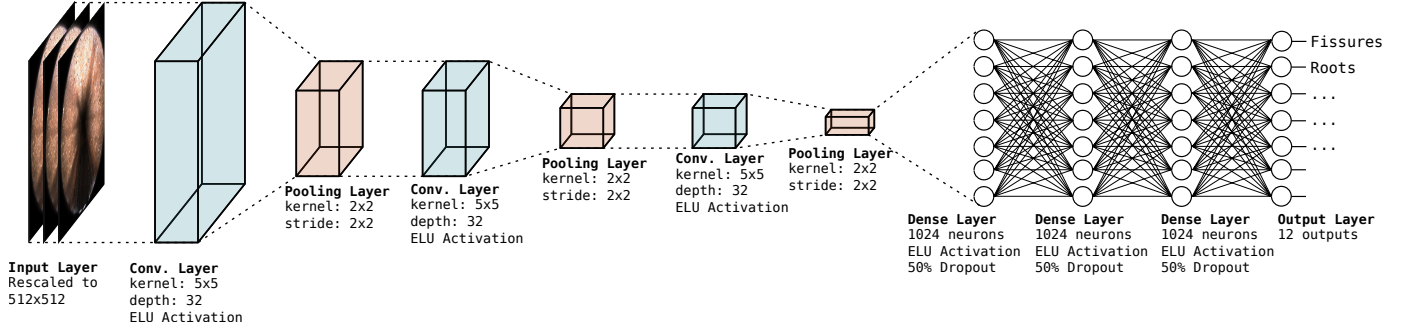 Input Layer
Rescaled to
512x512
Conv. Layer
kernel: 5x5
depth: 32
ELU Activation
Pooling Layer
kernel: 2x2
stride: 2x2
Conv. Layer
kernel: 5x5
depth: 32
ELU Activation
Pooling Layer
kernel: 2x2
stride: 2x2
Conv. Layer
kernel: 5x5
depth: 32
ELU Activation
Pooling Layer
kernel: 2x2
stride: 2x2
Dense Layer
1024 neurons
ELU Activation
50% Dropout
Dense Layer
1024 neurons
ELU Activation
50% Dropout
Dense Layer
1024 neurons
ELU Activation
50% Dropout
Output Layer
12 outputs
Fissures
Roots
...
...
...